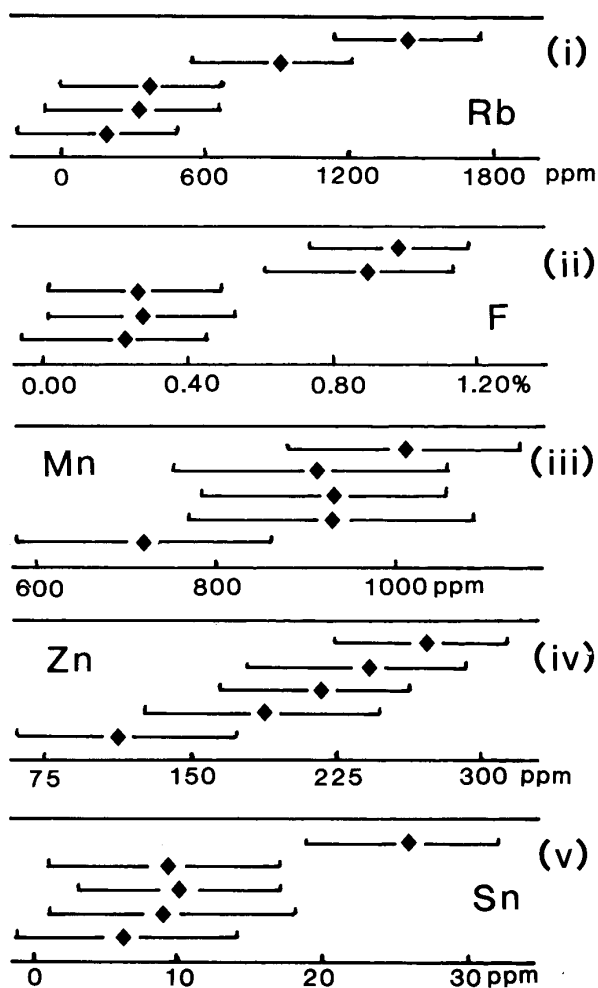 (i)
Rb
0 600 1200 1800 ppm
(ii)
F
0.00 0.40 0.80 1.20%
Mn (iii)
600 800 1000 ppm
Zn (iv)
75 150 225 300 ppm
(v)
Sn
0 10 20 30 ppm